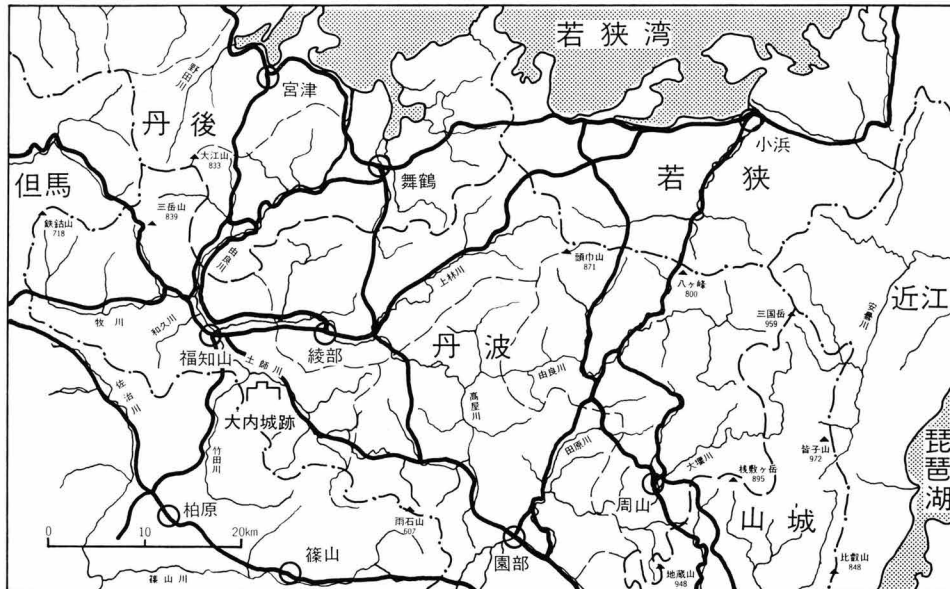 若狭湾
野田川
宮津
丹後
小浜
大江山
833
舞鶴
若狭
但馬
三岳山
839
鉄鈷山
718
由良川
上林川
頭巾山
871
八ケ峰
800
近江
三国岳
959
安曇川
牧川
和久川
福知山
綾部
丹波
土師川
由良川
佐治川
大内城跡
高屋川
竹田川
田原川
大堰川
皆子山
972
琵琶湖
桟敷ヶ岳
895
柏原
雨石山
607
周山
山城
0 10 20km
篠山
園部
比叡山
848
篠山川
地蔵山
948